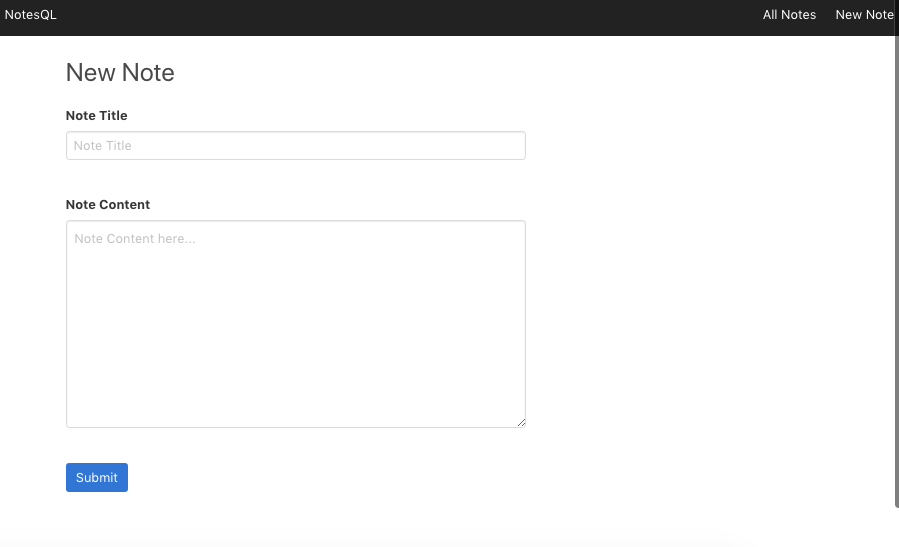 NotesQL All Notes New Note
New Note
Note Title
Note Title
Note Content
Note Content here...
Submit